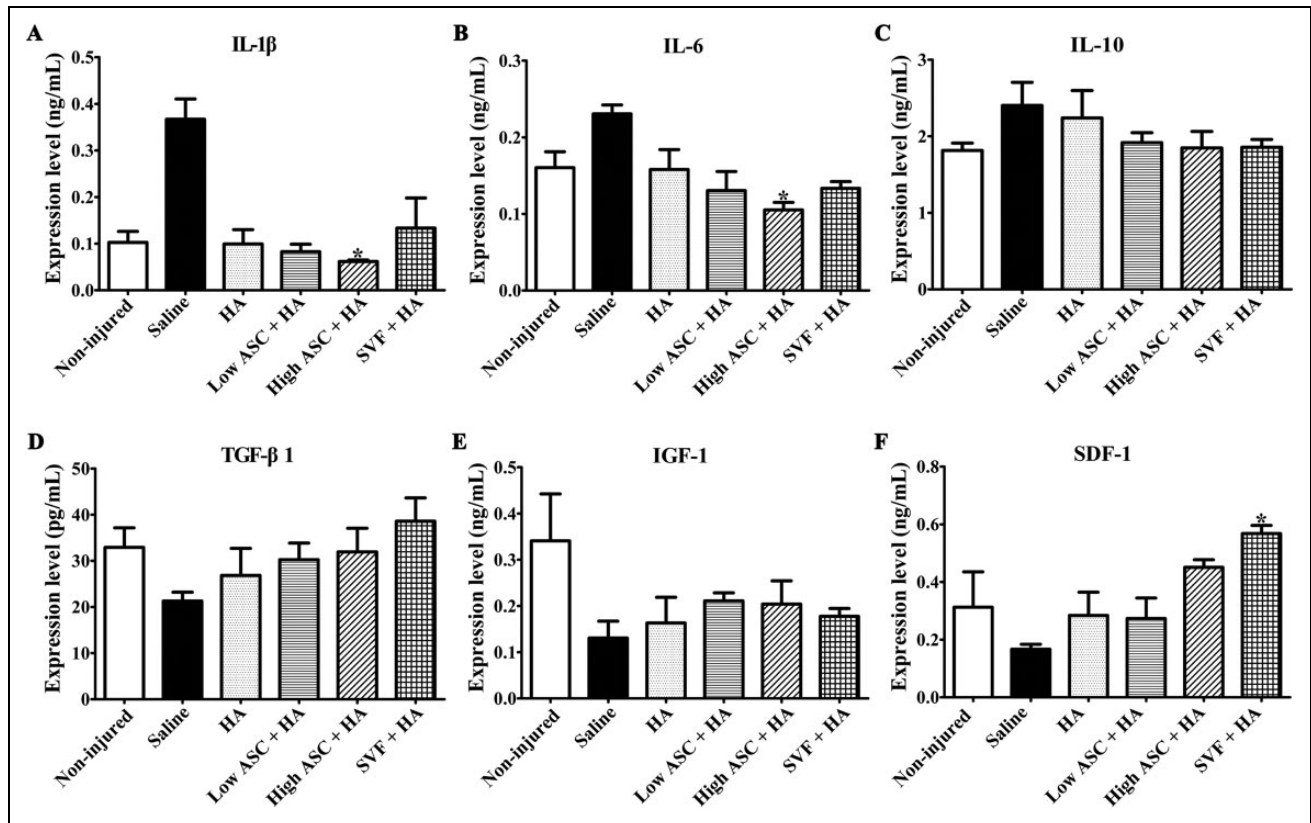 A
IL-1β
Expression level (ng/mL)
0.5
0.4
0.3
0.2
0.1
0.0
*
Non-injured
Saline
HA
Low ASC + HA
High ASC + HA
SVF + HA
B
IL-6
Expression level (ng/mL)
0.3
0.2
0.1
0.0
*
Non-injured
Saline
HA
Low ASC + HA
High ASC + HA
SVF + HA
C
IL-10
Expression level (ng/mL)
3
2
1
0
Non-injured
Saline
HA
Low ASC + HA
High ASC + HA
SVF + HA
D
TGF-β 1
Expression level (pg/mL)
50
40
30
20
10
0
Non-injured
Saline
HA
Low ASC + HA
High ASC + HA
SVF + HA
E
IGF-1
Expression level (ng/mL)
0.5
0.4
0.3
0.2
0.1
0.0
Non-injured
Saline
HA
Low ASC + HA
High ASC + HA
SVF + HA
F
SDF-1
Expression level (ng/mL)
0.8
0.6
0.4
0.2
0.0
*
Non-injured
Saline
HA
Low ASC + HA
High ASC + HA
SVF + HA